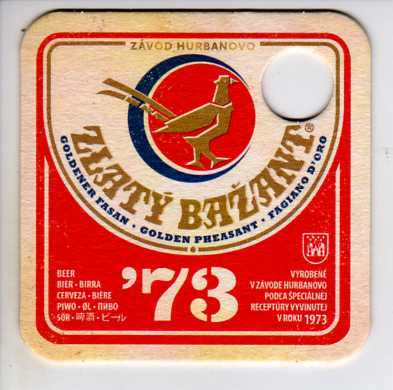 ZÁVOD HURBANOVO
ZLATÝ BAŽANT®
GOLDENER FASAN · GOLDEN PHEASANT · FAGIANO D'ORO
'73
BEER
BIER · BIRRA
CERVEZA · BIÈRE
PIWO · ØL · ПИВО
SÖR · 啤酒 · ビール
VYROBENÉ
V ZÁVODE HURBANOVO
PODĽA ŠPECIÁLNEJ
RECEPTÚRY VYVINUTEJ
V ROKU 1973